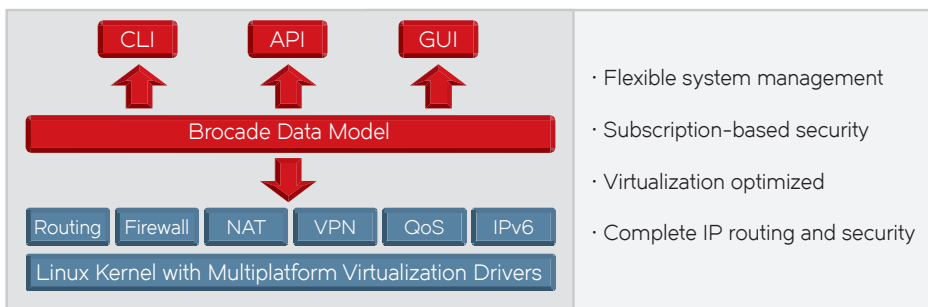 CLI
API
GUI
Brocade Data Model
Routing
Firewall
NAT
VPN
QoS
IPv6
Linux Kernel with Multiplatform Virtualization Drivers
· Flexible system management
· Subscription-based security
· Virtualization optimized
· Complete IP routing and security